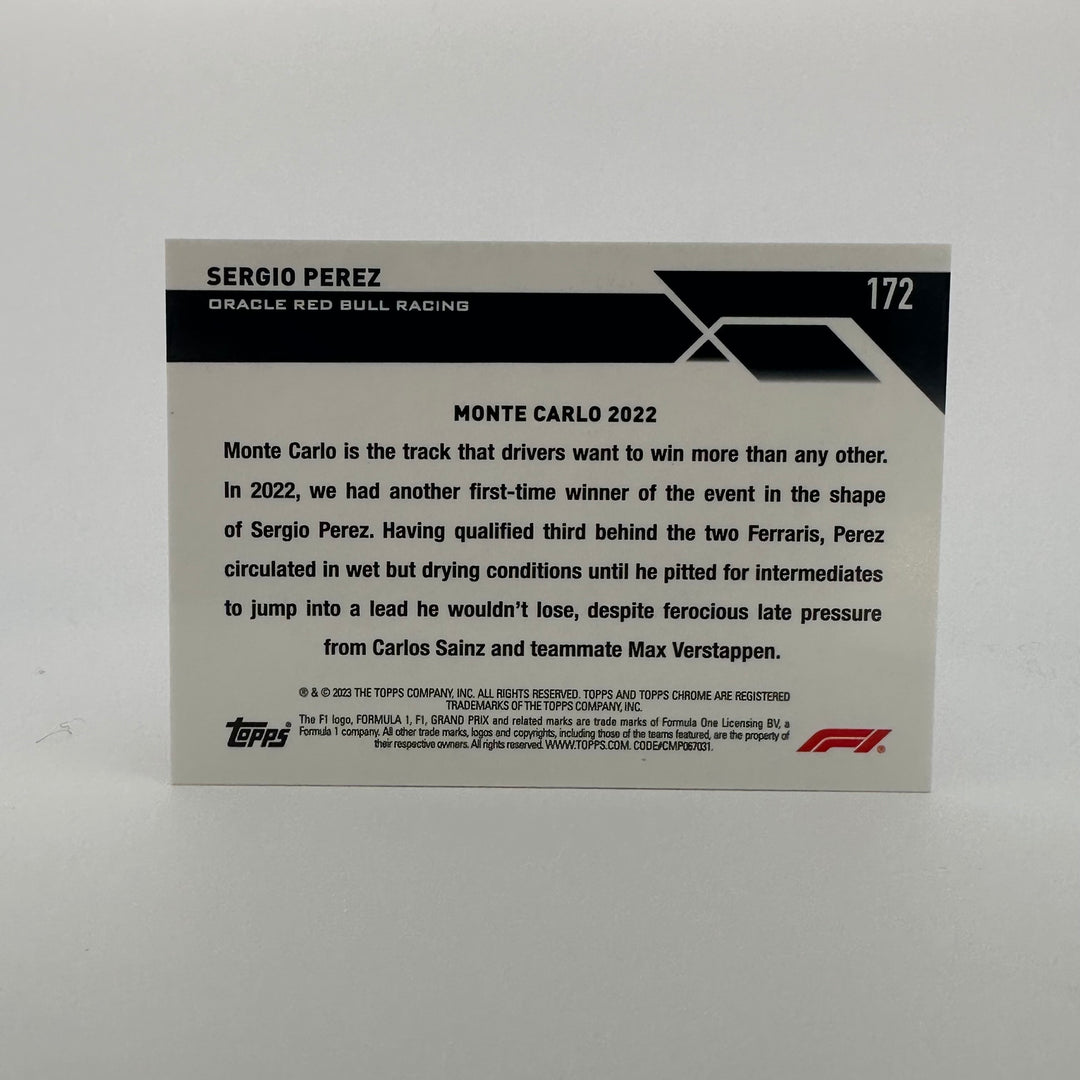 SERGIO PEREZ
ORACLE RED BULL RACING
172
MONTE CARLO 2022
Monte Carlo is the track that drivers want to win more than any other.
In 2022, we had another first-time winner of the event in the shape
of Sergio Perez. Having qualified third behind the two Ferraris, Perez
circulated in wet but drying conditions until he pitted for intermediates
to jump into a lead he wouldn't lose, despite ferocious late pressure
from Carlos Sainz and teammate Max Verstappen.
® & © 2023 THE TOPPS COMPANY, INC. ALL RIGHTS RESERVED. TOPPS AND TOPPS CHROME ARE REGISTERED
TRADEMARKS OF THE TOPPS COMPANY, INC.
The F1 logo, FORMULA 1, F1, GRAND PRIX and related marks are trade marks of Formula One Licensing BV, a
Formula 1 company. All other trade marks, logos and copyrights, including those of the teams featured, are the property of
their respective owners. All rights reserved. WWW.TOPPS.COM. CODE#CMP067031.
Topps®
F1®